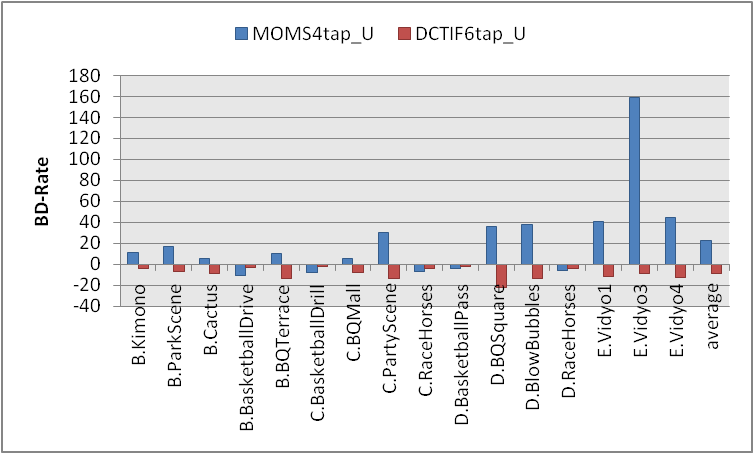 MOMS4tap_U DCTIF6tap_U
BD-Rate
180
160
140
120
100
80
60
40
20
0
-20
-40
B.Kimono
B.ParkScene
B.Cactus
B.BasketballDrive
B.BQTerrace
C.BasketballDrill
C.BQMall
C.PartyScene
C.RaceHorses
D.BasketballPass
D.BQSquare
D.BlowBubbles
D.RaceHorses
E.Vidyo1
E.Vidyo3
E.Vidyo4
average